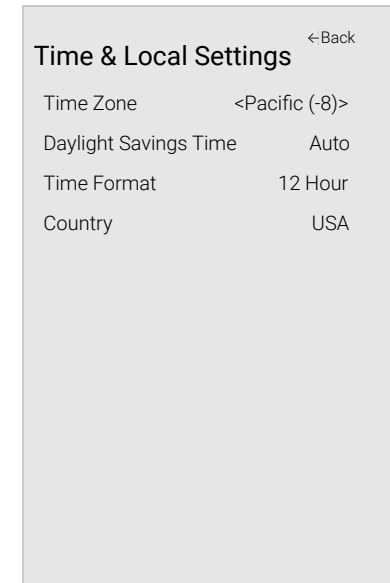 ←Back
Time & Local Settings
Time Zone <Pacific (-8)>
Daylight Savings Time Auto
Time Format 12 Hour
Country USA